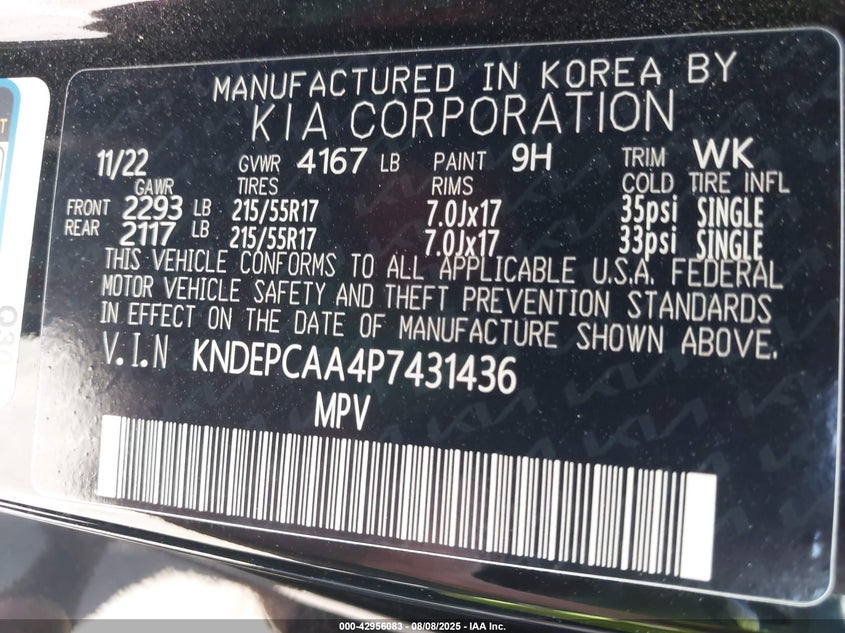 MANUFACTURED IN KOREA BY
KIA CORPORATION
11/22 GVWR 4167 LB PAINT 9H TRIM WK
GAWR TIRES RIMS COLD TIRE INFL
FRONT 2293 LB 215/55R17 7.0Jx17 35psi SINGLE
REAR 2117 LB 215/55R17 7.0Jx17 33psi SINGLE
THIS VEHICLE CONFORMS TO ALL APPLICABLE U.S.A. FEDERAL
MOTOR VEHICLE SAFETY AND THEFT PREVENTION STANDARDS
IN EFFECT ON THE DATE OF MANUFACTURE SHOWN ABOVE.
V.I.N KNDEPCAA4P7431436
MPV
000-42956083 - 08/08/2025 - IAA Inc.